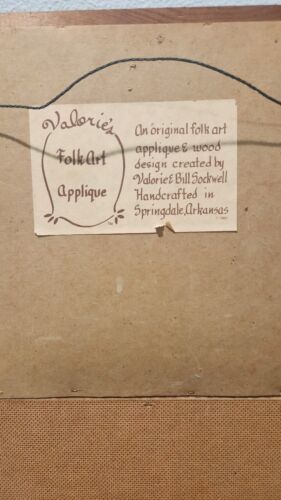 Valorie's
Folk Art
Applique
An original folk art
applique & wood
design created by
Valorie & Bill Sockwell
Handcrafted in
Springdale, Arkansas